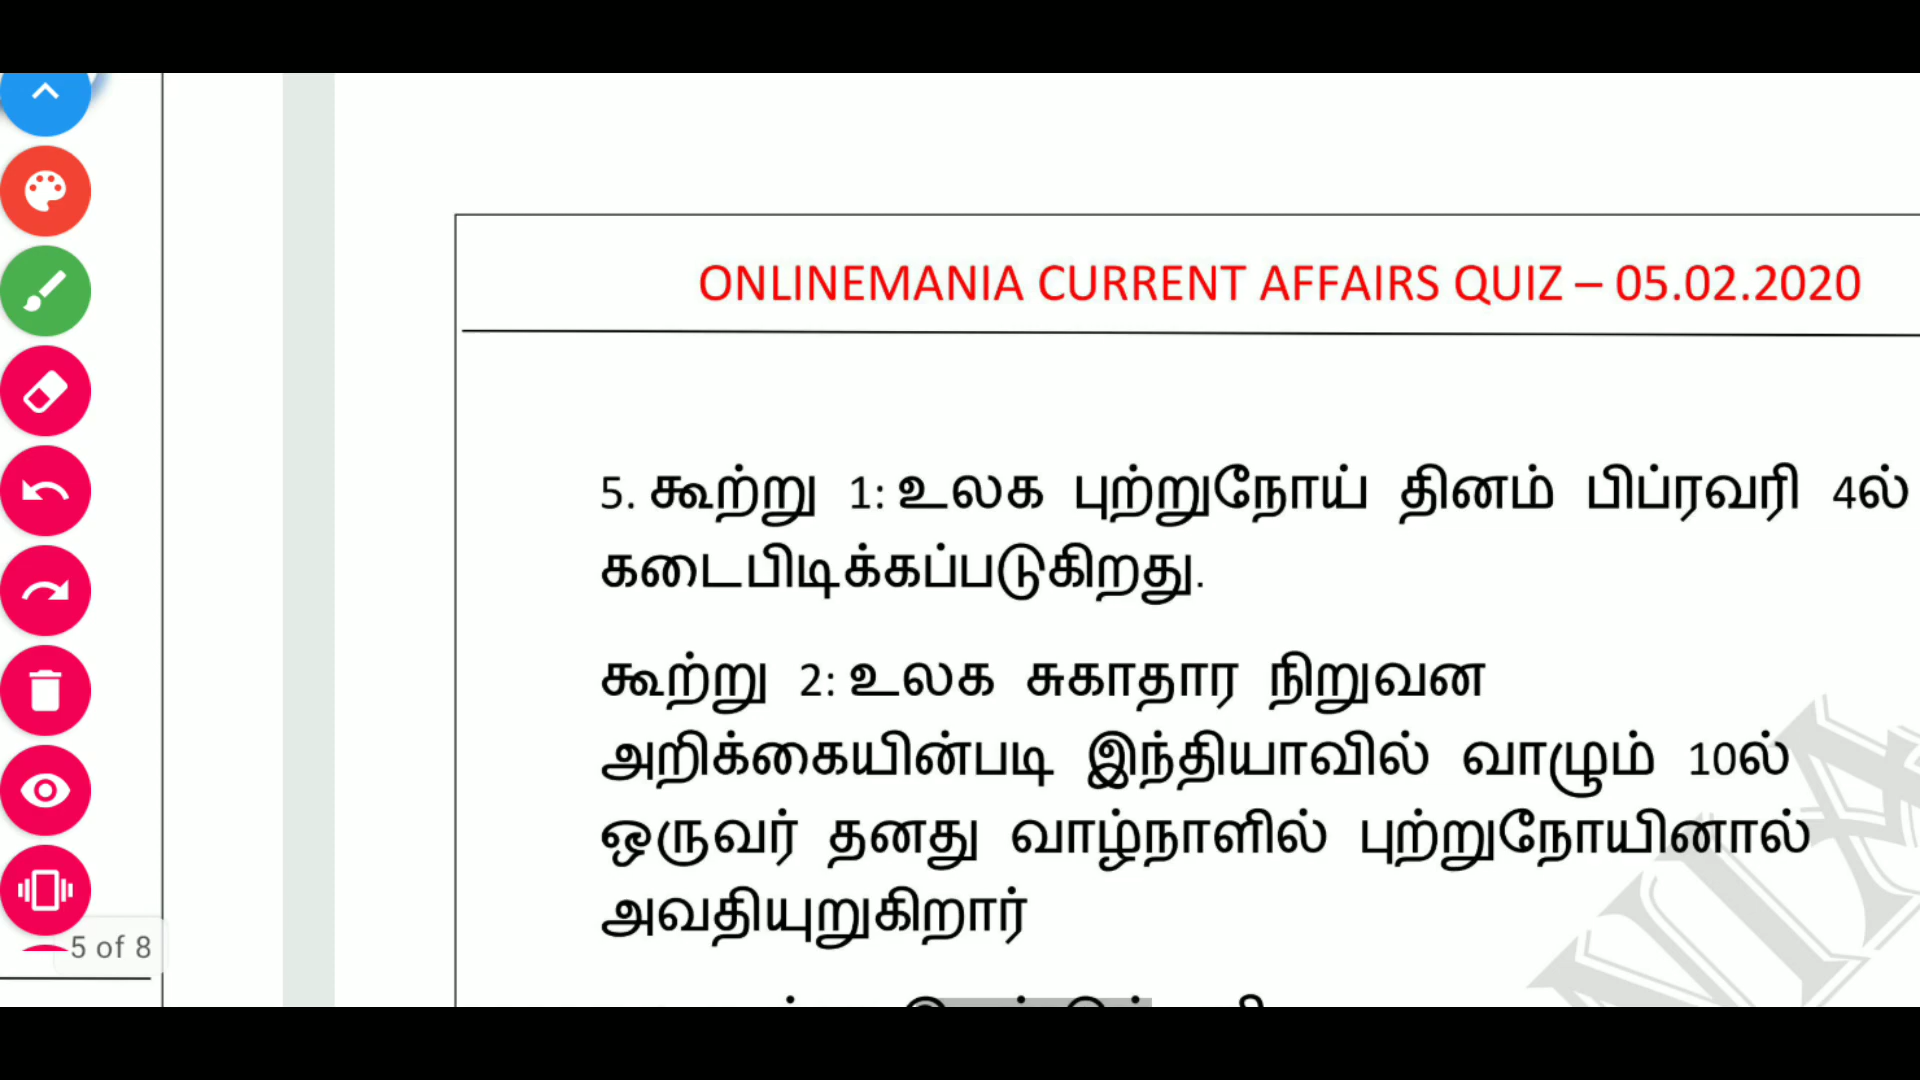 ONLINEMANIA CURRENT AFFAIRS QUIZ – 05.02.2020
5. கூற்று 1: உலக புற்றுநோய் தினம் பிப்ரவரி 4ல்
கடைபிடிக்கப்படுகிறது.
கூற்று 2: உலக சுகாதார நிறுவன
அறிக்கையின்படி இந்தியாவில் வாழும் 10ல்
ஒருவர் தனது வாழ்நாளில் புற்றுநோயினால்
அவதியுறுகிறார்
5 of 8